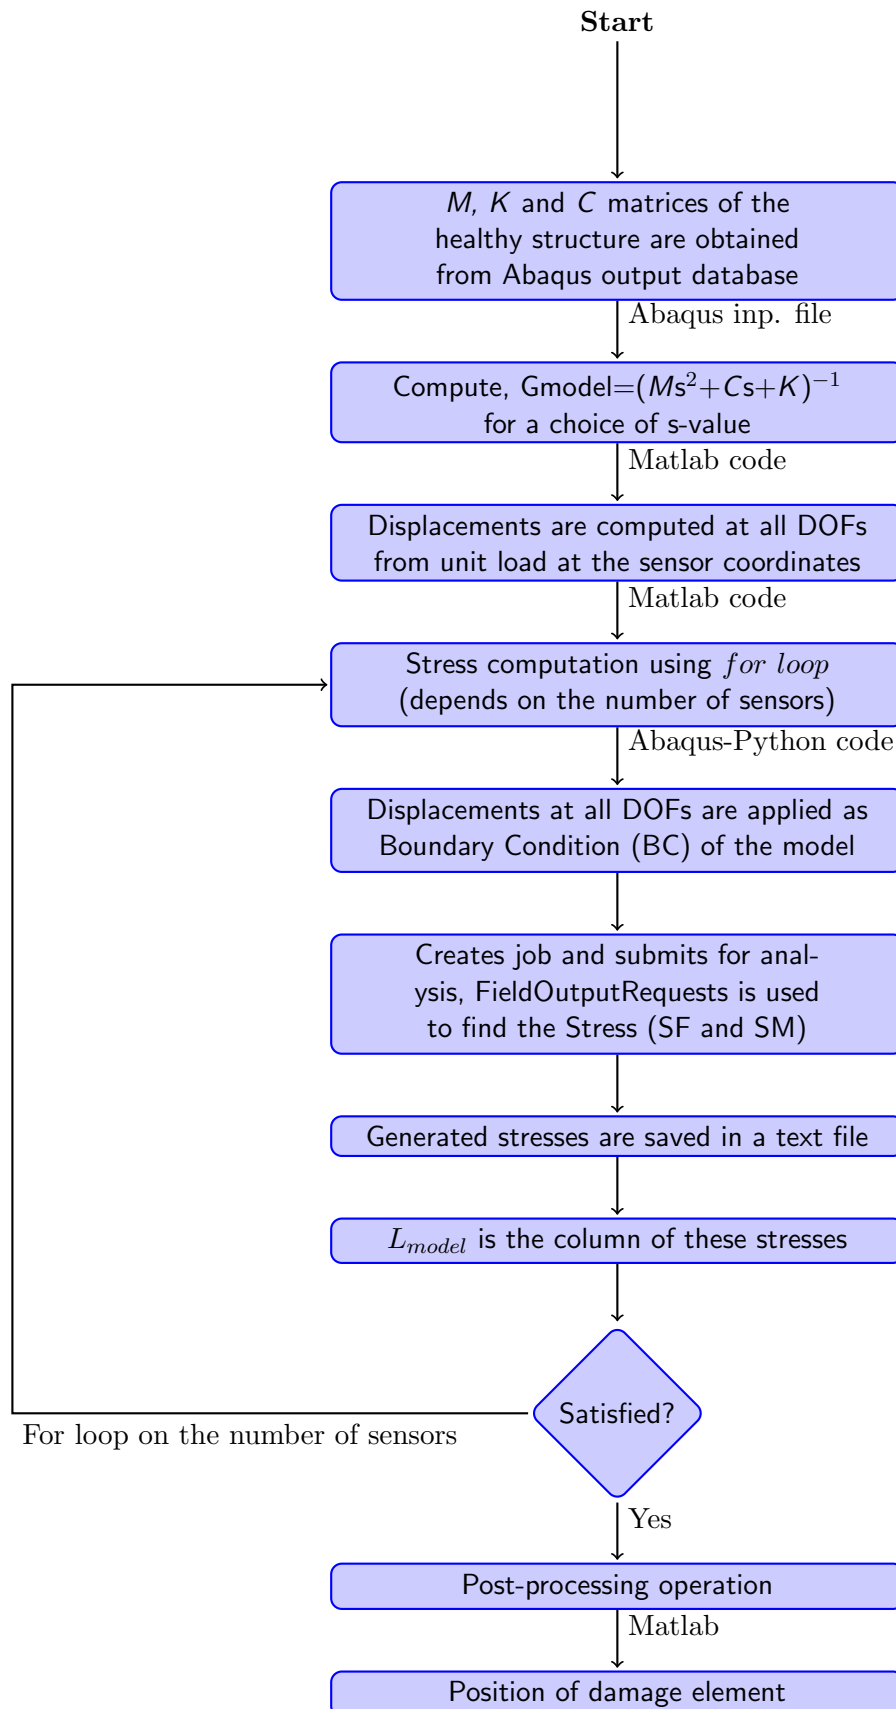 Start
M, K and C matrices of the
healthy structure are obtained
from Abaqus output database
Abaqus inp. file
Compute, Gmodel=(Ms²+Cs+K)⁻¹
for a choice of s-value
Matlab code
Displacements are computed at all DOFs
from unit load at the sensor coordinates
Matlab code
Stress computation using for loop
(depends on the number of sensors)
Abaqus-Python code
Displacements at all DOFs are applied as
Boundary Condition (BC) of the model
Creates job and submits for anal-
ysis, FieldOutputRequests is used
to find the Stress (SF and SM)
Generated stresses are saved in a text file
L_model is the column of these stresses
Satisfied?
For loop on the number of sensors
Yes
Post-processing operation
Matlab
Position of damage element